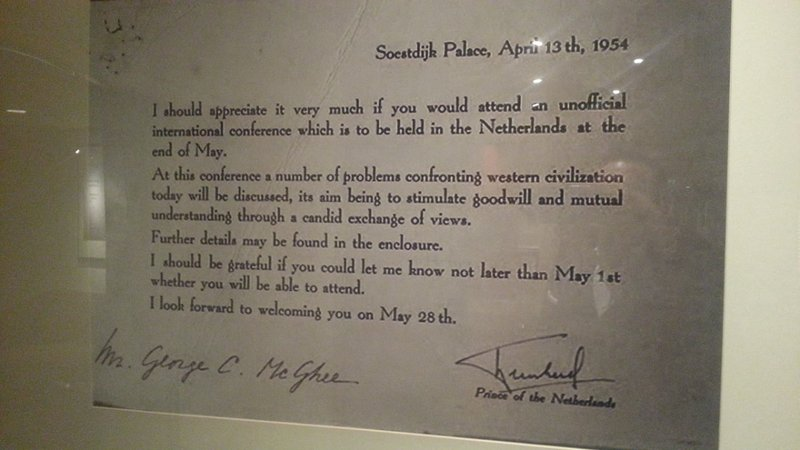 Soestdijk Palace, April 13th, 1954
I should appreciate it very much if you would attend an unofficial
international conference which is to be held in the Netherlands at the
end of May.
At this conference a number of problems confronting western civilization
today will be discussed, its aim being to stimulate goodwill and mutual
understanding through a candid exchange of views.
Further details may be found in the enclosure.
I should be grateful if you could let me know not later than May 1st
whether you will be able to attend.
I look forward to welcoming you on May 28th.
Mr. George C. McGhee
Bernhard
Prince of the Netherlands